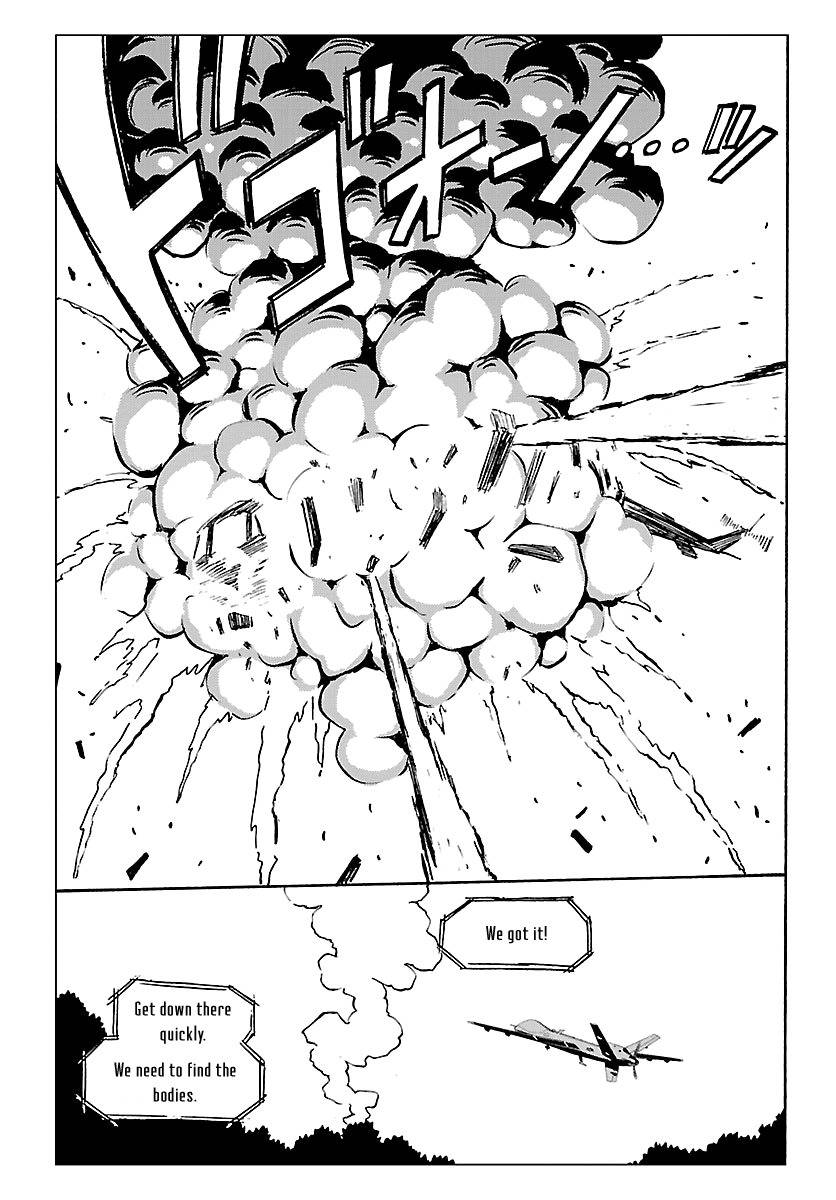 ドゴォーン...ッ
We got it!
Get down there
quickly.
We need to find the
bodies.